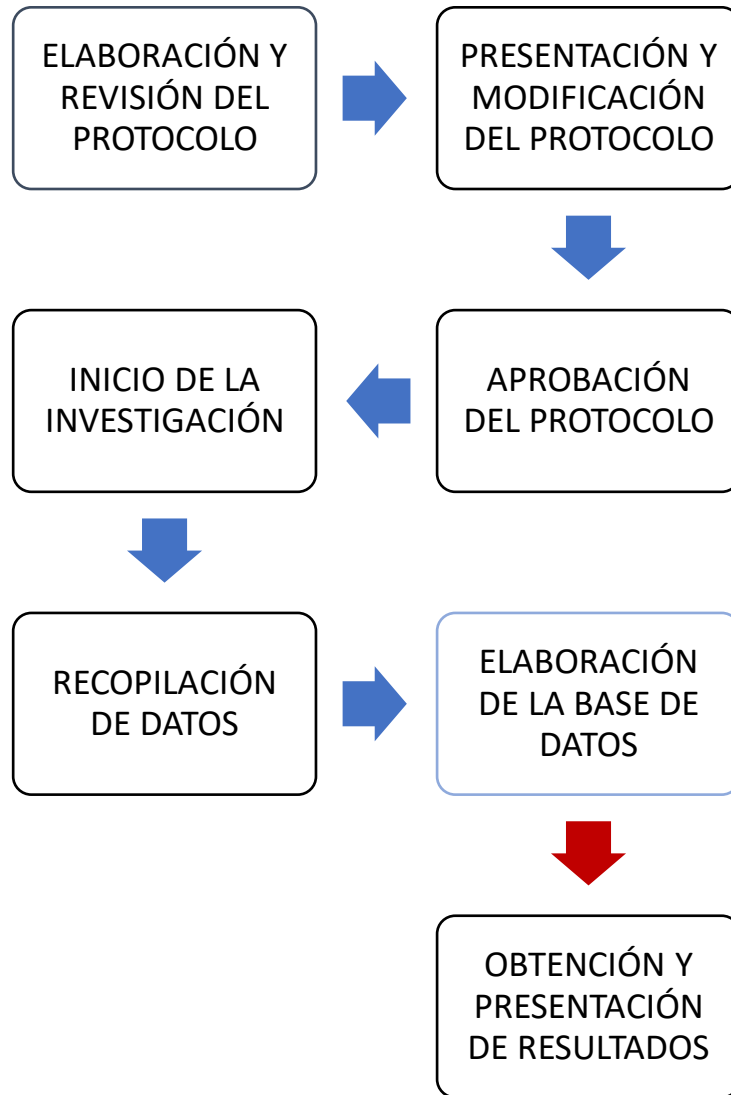 ELABORACIÓN Y
REVISIÓN DEL
PROTOCOLO
PRESENTACIÓN Y
MODIFICACIÓN
DEL PROTOCOLO
APROBACIÓN
DEL PROTOCOLO
INICIO DE LA
INVESTIGACIÓN
RECOPILACIÓN
DE DATOS
ELABORACIÓN
DE LA BASE DE
DATOS
OBTENCIÓN Y
PRESENTACIÓN
DE RESULTADOS